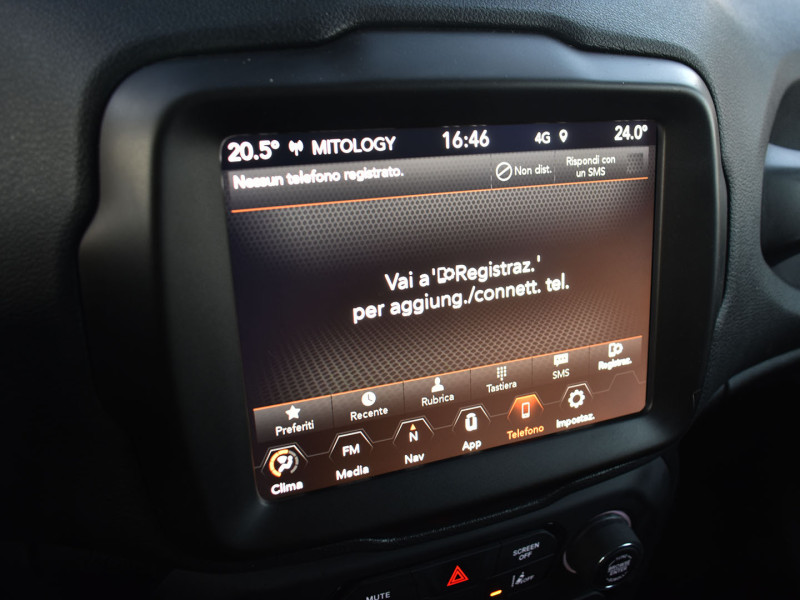 20.5° MITOLOGY 16:46 4G 24.0°
Nessun telefono registrato. Non dist. Rispondi con
un SMS
Vai a 'Registraz.'
per aggiung./connett. tel.
Preferiti Recente Rubrica Tastiera SMS Registraz.
FM N
Clima Media Nav App Telefono Impostaz.
SCREEN
OFF
MUTE OFF